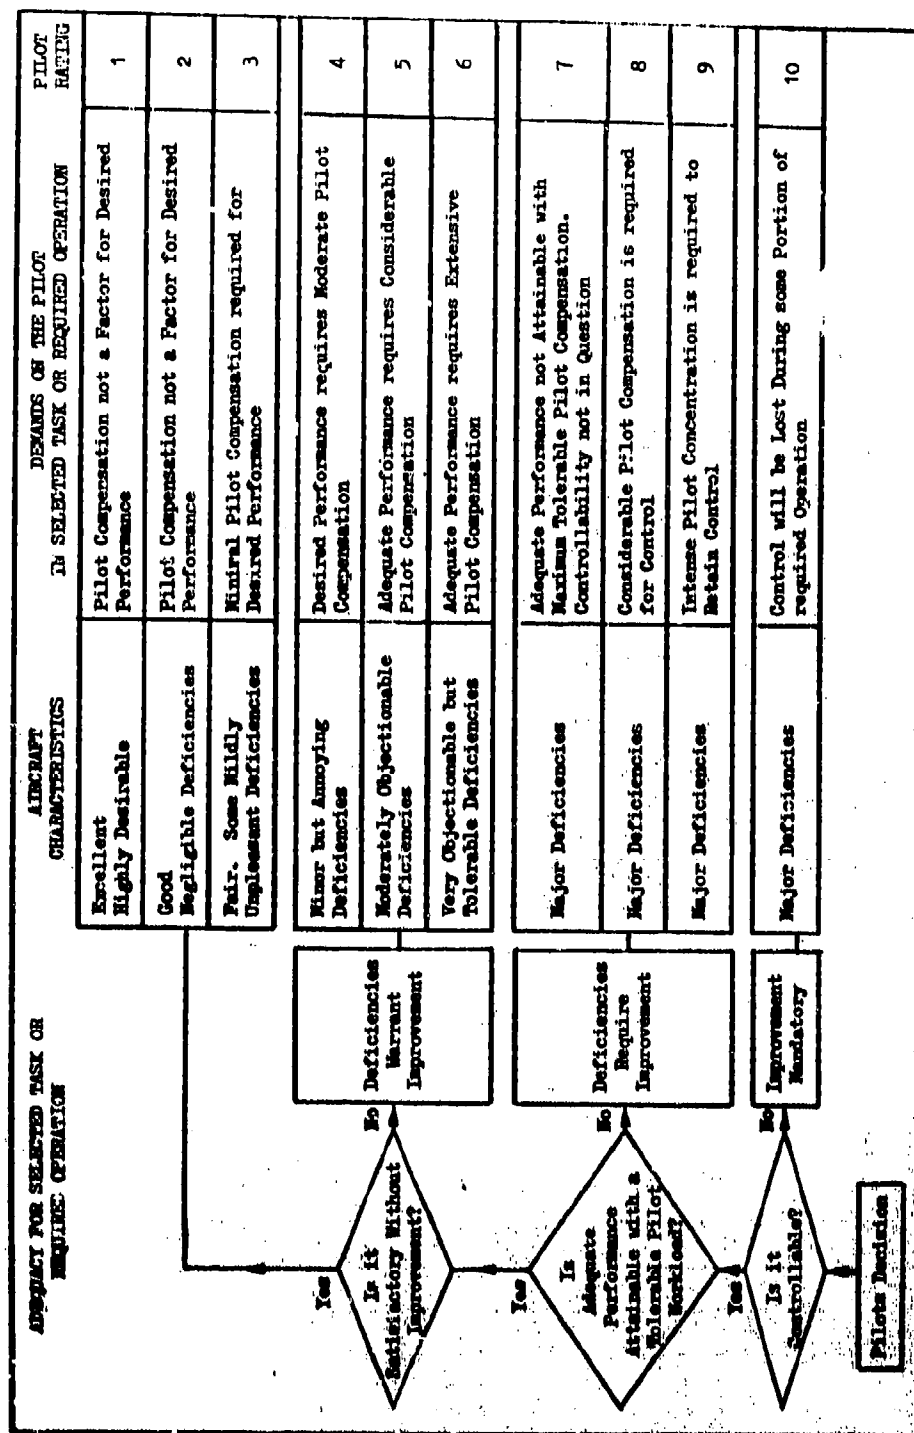 ADEQUACY FOR SELECTED TASK OR
REQUIRED OPERATION
AIRCRAFT
CHARACTERISTICS
DEMANDS ON THE PILOT
IN SELECTED TASK OR REQUIRED OPERATION
PILOT
RATING
Excellent
Highly Desirable
Pilot Compensation not a Factor for Desired
Performance
1
Good
Negligible Deficiencies
Pilot Compensation not a Factor for Desired
Performance
2
Fair. Some Mildly
Unpleasant Deficiencies
Minimal Pilot Compensation required for
Desired Performance
3
Yes
Is it
Satisfactory Without
Improvement?
No
Deficiencies
Warrant
Improvement
Minor but Annoying
Deficiencies
Desired Performance requires Moderate Pilot
Compensation
4
Moderately Objectionable
Deficiencies
Adequate Performance requires Considerable
Pilot Compensation
5
Very Objectionable but
Tolerable Deficiencies
Adequate Performance requires Extensive
Pilot Compensation
6
Yes
Is
Adequate
Performance
Attainable with a
Tolerable Pilot
Workload?
No
Deficiencies
Require
Improvement
Major Deficiencies
Adequate Performance not Attainable with
Maximum Tolerable Pilot Compensation.
Controllability not in Question
7
Major Deficiencies
Considerable Pilot Compensation is required
for Control
8
Major Deficiencies
Intense Pilot Concentration is required to
Retain Control
9
Yes
Is it
Controllable?
No
Improvement
Mandatory
Major Deficiencies
Control will be Lost During some Portion of
required Operation
10
Pilots Decision